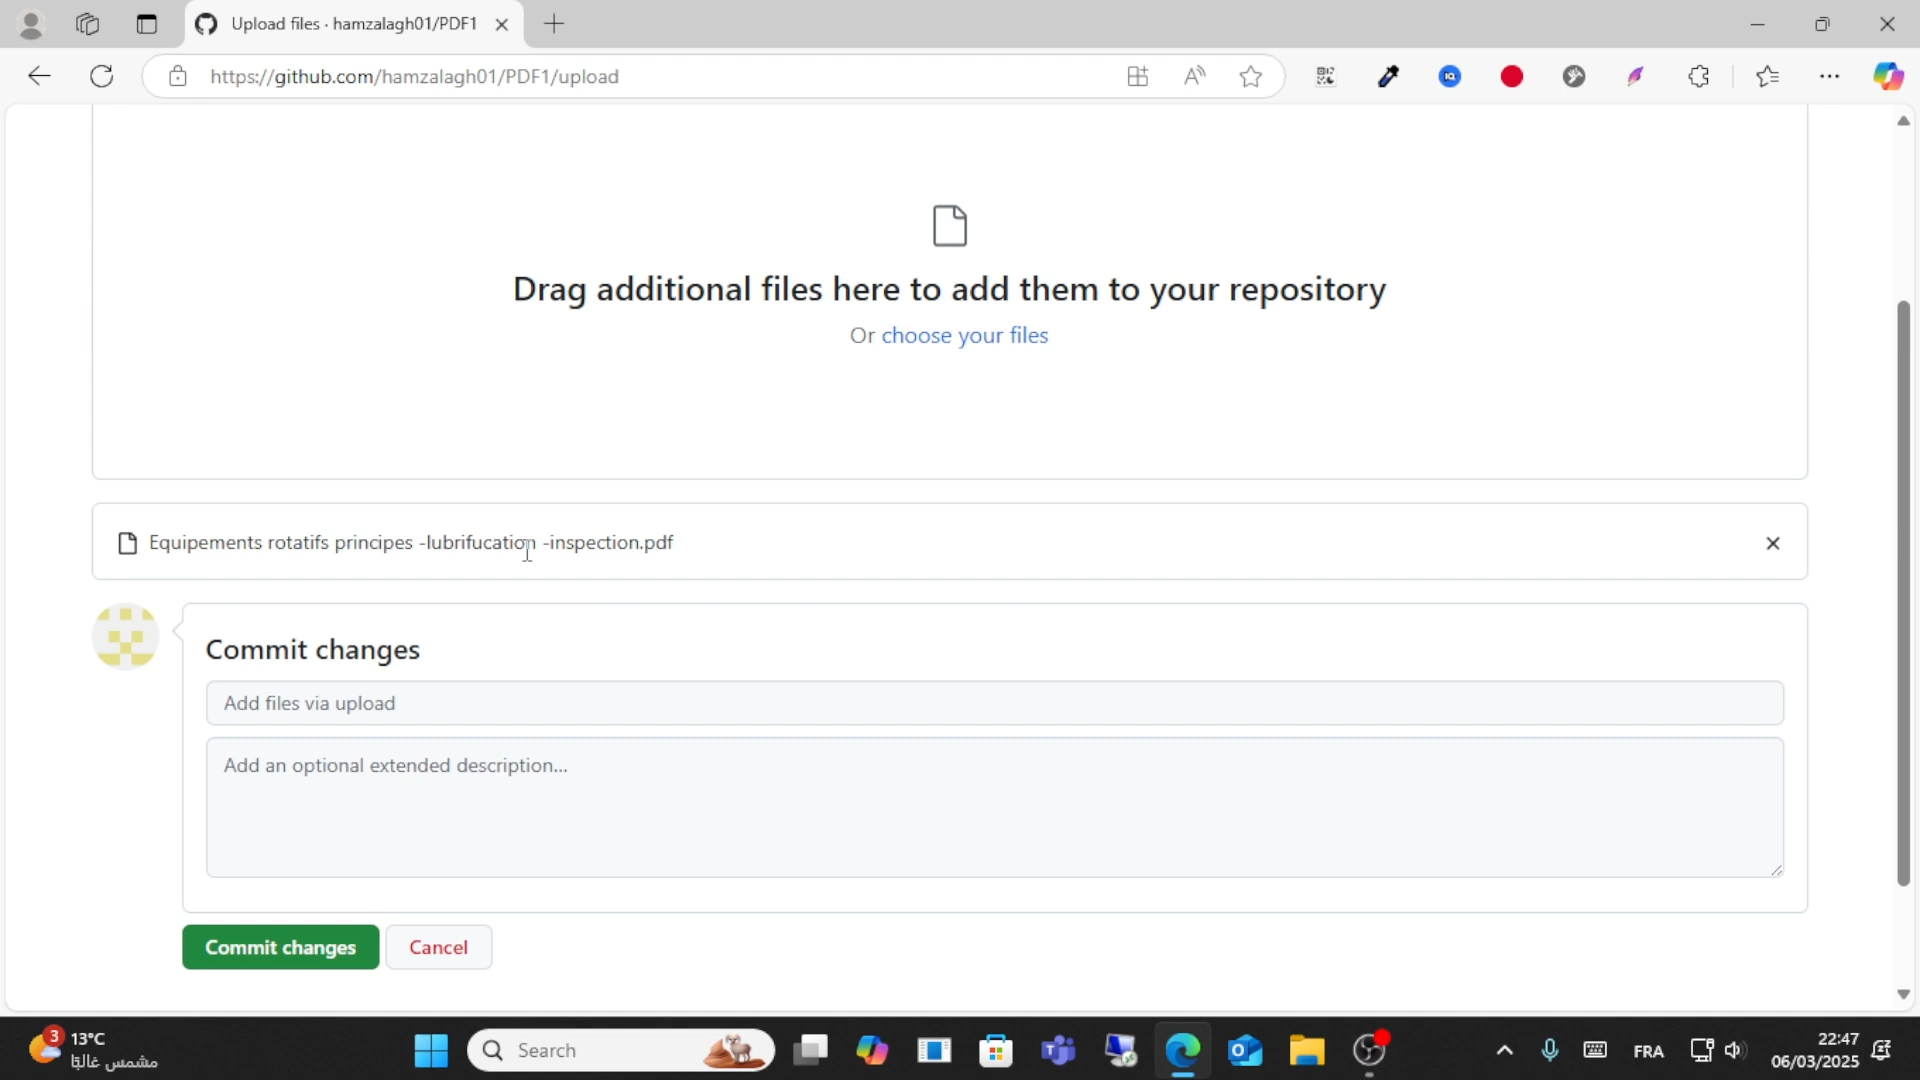 Upload files · hamzalagh01/PDF1
https://github.com/hamzalagh01/PDF1/upload
Drag additional files here to add them to your repository
Or choose your files
Equipements rotatifs principes -lubrifucation -inspection.pdf
Commit changes
Add files via upload
Add an optional extended description...
Commit changes
Cancel
3
13°C
مشمس غالبًا
Search
FRA
22:47
06/03/2025